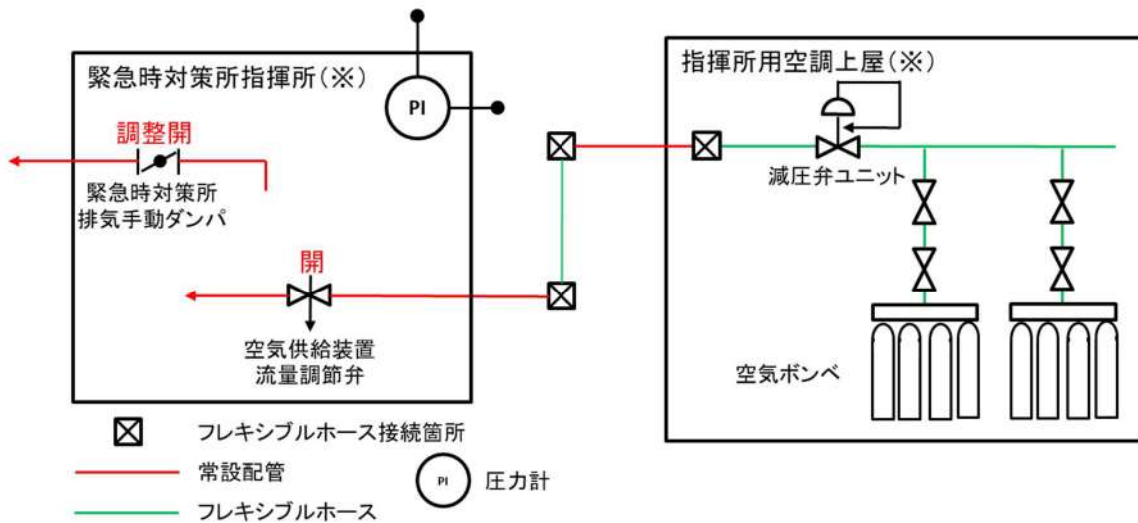 緊急時対策所指揮所(※)
PI
調整開
緊急時対策所
排気手動ダンパ
開
空気供給装置
流量調節弁
指揮所用空調上屋(※)
減圧弁ユニット
空気ボンベ
フレキシブルホース接続箇所
常設配管
フレキシブルホース
PI
圧力計